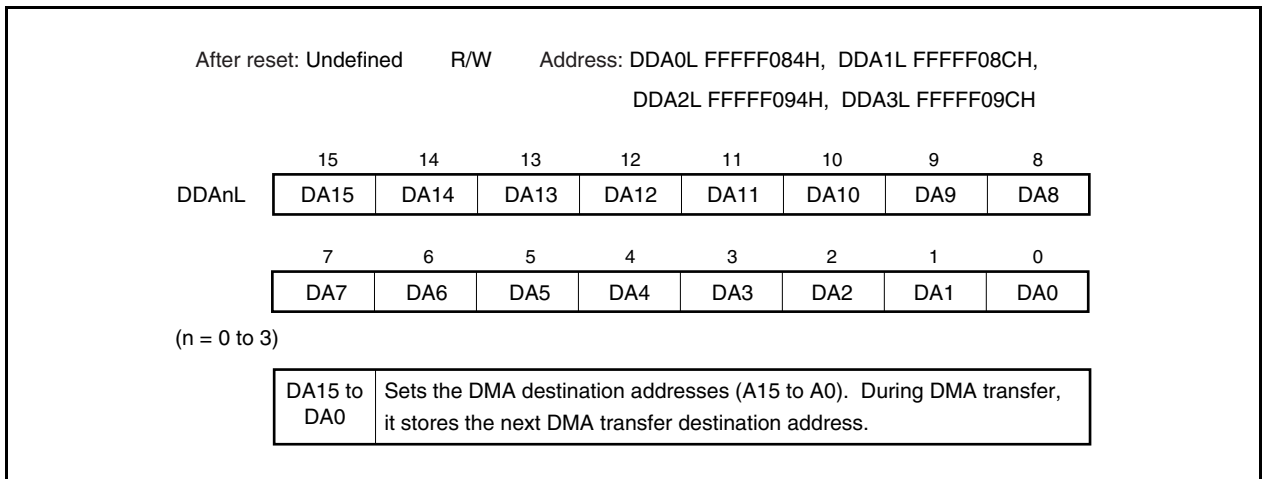 After reset: Undefined R/W Address: DDA0L FFFFF084H, DDA1L FFFFF08CH,
DDA2L FFFFF094H, DDA3L FFFFF09CH
15 14 13 12 11 10 9 8
DDAnL DA15 DA14 DA13 DA12 DA11 DA10 DA9 DA8
7 6 5 4 3 2 1 0
DA7 DA6 DA5 DA4 DA3 DA2 DA1 DA0
(n = 0 to 3)
DA15 to DA0 Sets the DMA destination addresses (A15 to A0). During DMA transfer,
it stores the next DMA transfer destination address.